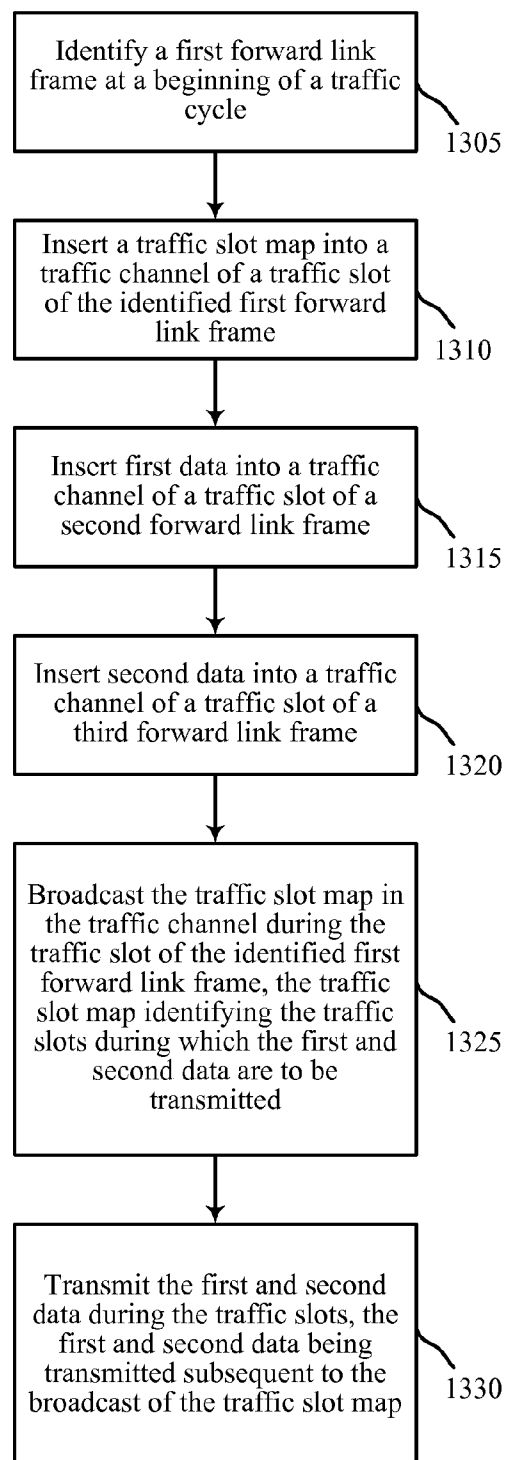 Identify a first forward link
frame at a beginning of a traffic
cycle
1305
Insert a traffic slot map into a
traffic channel of a traffic slot
of the identified first forward
link frame
1310
Insert first data into a traffic
channel of a traffic slot of a
second forward link frame
1315
Insert second data into a traffic
channel of a traffic slot of a
third forward link frame
1320
Broadcast the traffic slot map in
the traffic channel during the
traffic slot of the identified first
forward link frame, the traffic
slot map identifying the traffic
slots during which the first and
second data are to be
transmitted
1325
Transmit the first and second
data during the traffic slots, the
first and second data being
transmitted subsequent to the
broadcast of the traffic slot map
1330